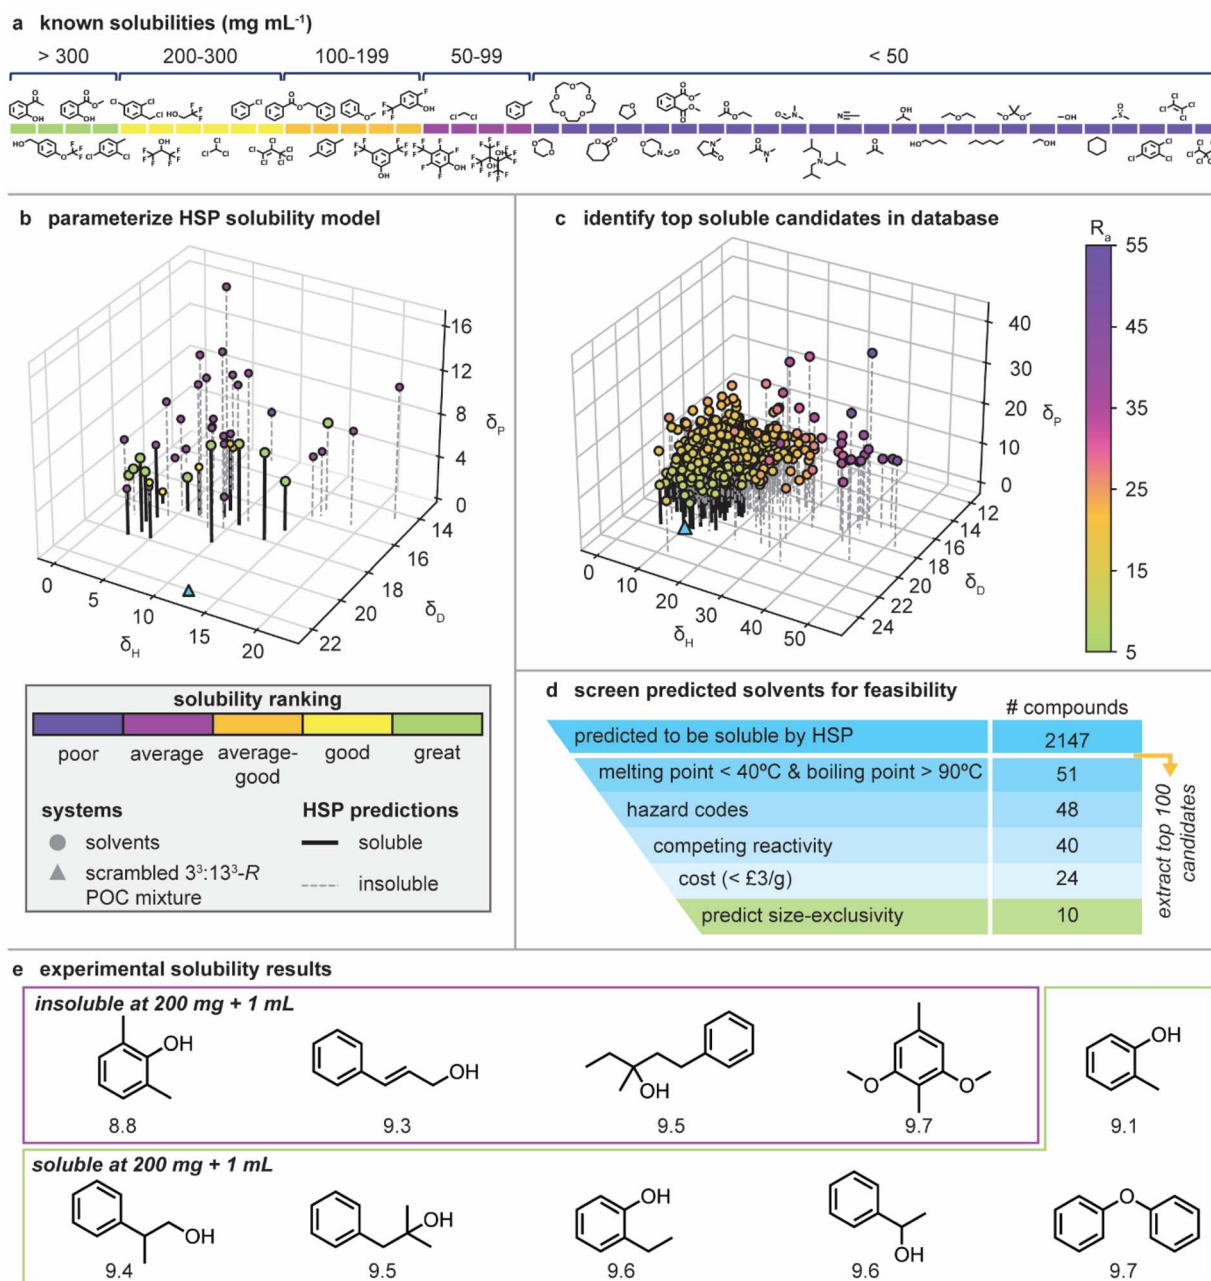 a known solubilities (mg mL⁻¹)
> 300 200-300 100-199 50-99 < 50
b parameterize HSP solubility model
16
12
8
4
0
δP
14
16
18
20
22
δD
0
5
10
15
20
δH
c identify top soluble candidates in database
40
30
20
10
0
δP
12
14
16
18
20
22
24
δD
0
10
20
30
40
50
δH
Ra
55
45
35
25
15
5
solubility ranking
poor average average-good good great
systems
solvents
scrambled 3³:13³-R
POC mixture
HSP predictions
soluble
insoluble
d screen predicted solvents for feasibility
# compounds
predicted to be soluble by HSP 2147
melting point < 40ºC & boiling point > 90ºC 51
hazard codes 48
competing reactivity 40
cost (< £3/g) 24
predict size-exclusivity 10
extract top 100
candidates
e experimental solubility results
insoluble at 200 mg + 1 mL
OH
OH
OH
O O
OH
8.8 9.3 9.5 9.7 9.1
soluble at 200 mg + 1 mL
OH
OH
OH
OH
O
9.4 9.5 9.6 9.6 9.7